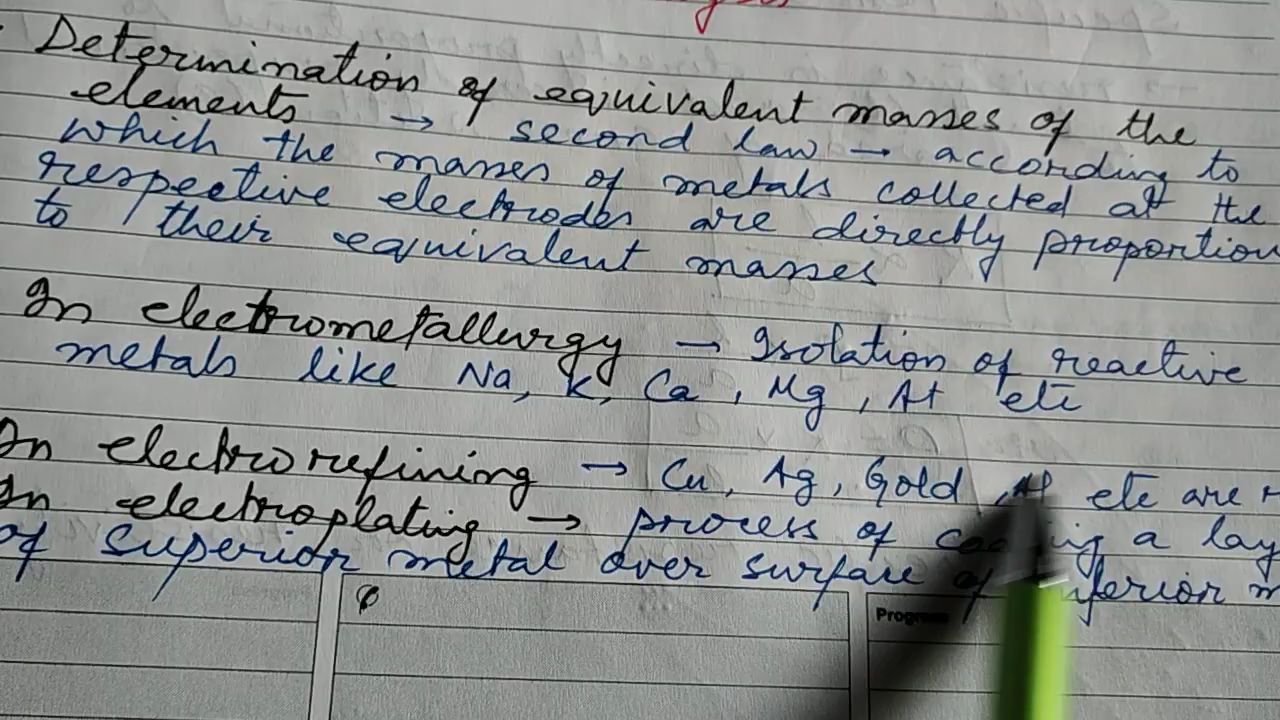 Determination of equivalent masses of the
elements → second law → according to
which the masses of metals collected at the
respective electrodes are directly proportion
to their equivalent masses
In electrometallurgy → Isolation of reactive
metals like Na, K, Ca, Mg, Al etc
In electrorefining → Cu, Ag, Gold, etc are
In electroplating → process of a lay
of superior metal over surface of